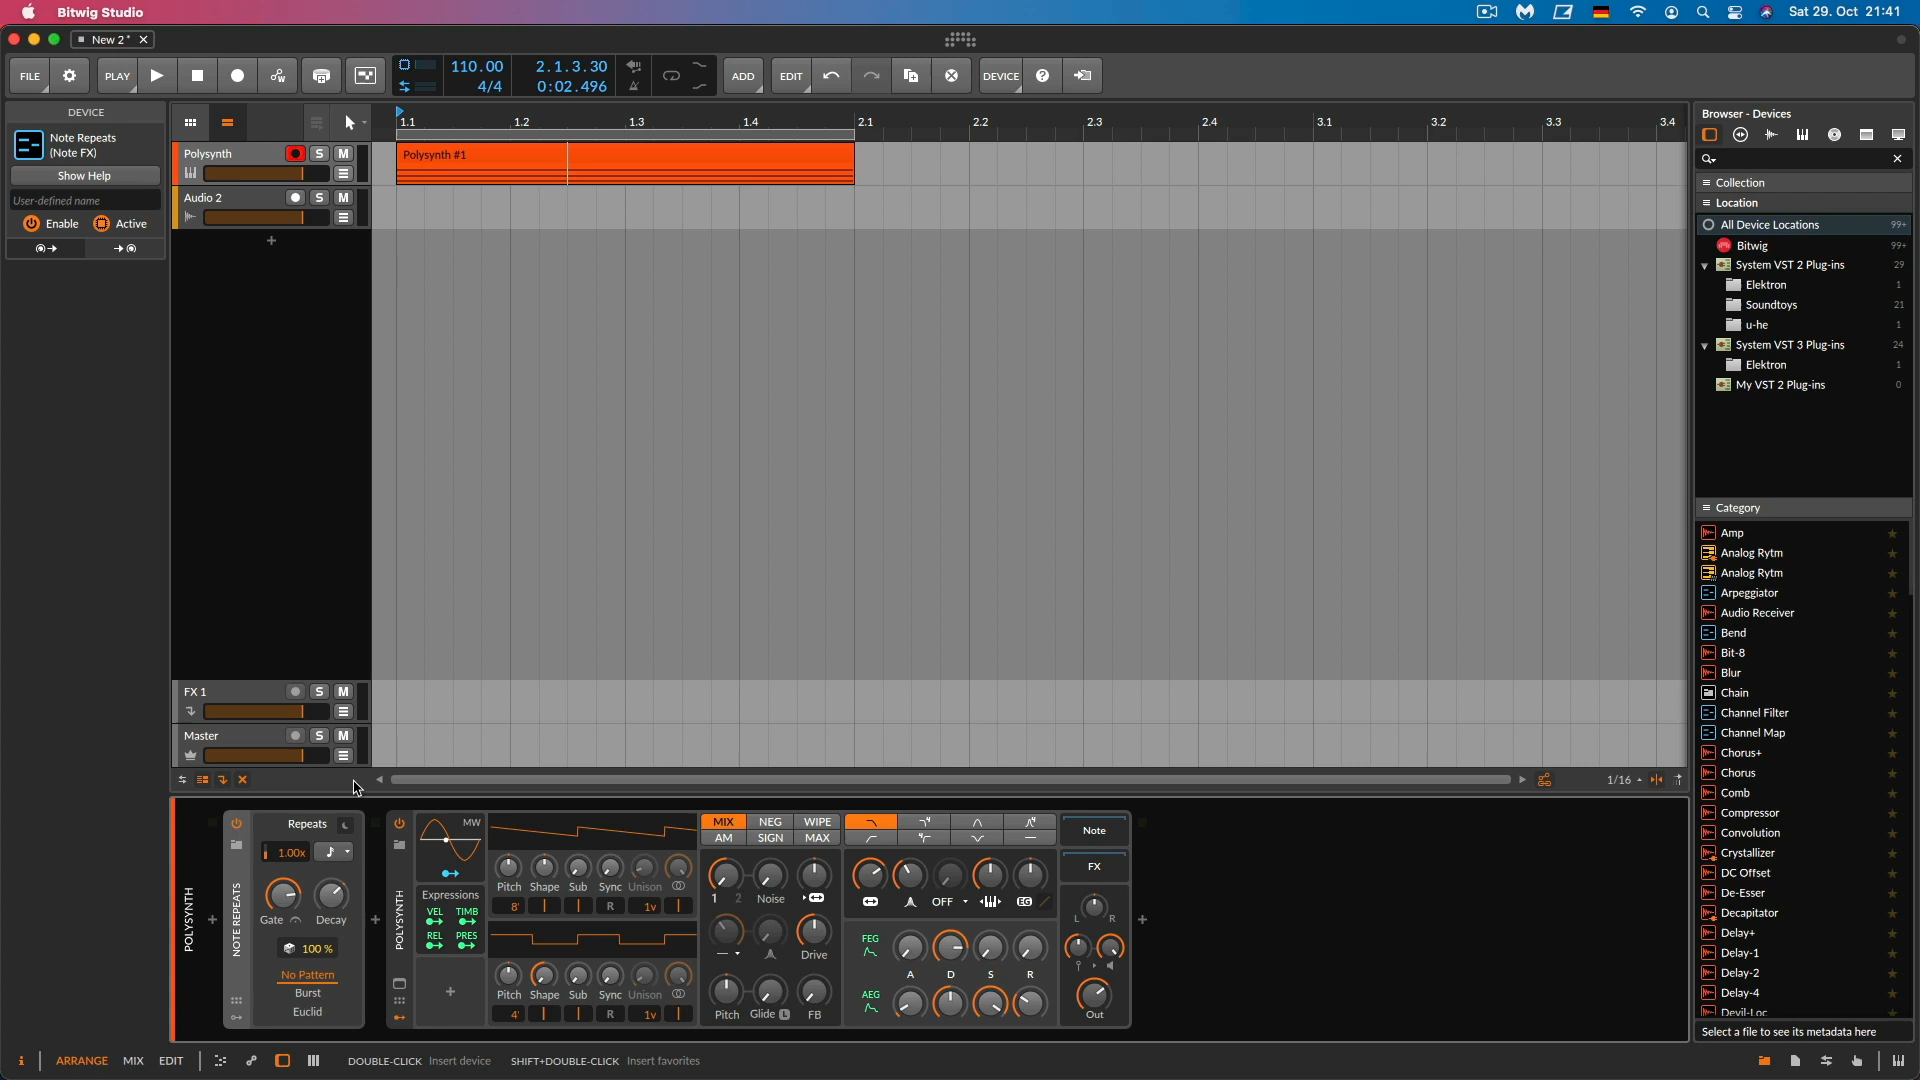 Bitwig Studio
Sat 29. Oct 21:41
New 2*
FILE
PLAY
110.00
4/4
2.1.3.30
0:02.496
ADD
EDIT
DEVICE
DEVICE
Note Repeats
(Note FX)
Show Help
User-defined name
Enable
Active
1.1
1.2
1.3
1.4
2.1
2.2
2.3
2.4
3.1
3.2
3.3
3.4
Polysynth
S
M
Polysynth #1
Audio 2
S
M
FX 1
S
M
Master
S
M
1/16
Browser - Devices
Collection
Location
All Device Locations 99+
Bitwig 99+
System VST 2 Plug-ins 29
Elektron 1
Soundtoys 21
u-he 1
System VST 3 Plug-ins 24
Elektron 1
My VST 2 Plug-ins 0
Category
Amp
Analog Rytm
Analog Rytm
Arpeggiator
Audio Receiver
Bend
Bit-8
Blur
Chain
Channel Filter
Channel Map
Chorus+
Chorus
Comb
Compressor
Convolution
Crystallizer
DC Offset
De-Esser
Decapitator
Delay+
Delay-1
Delay-2
Delay-4
Devil-Loc
Select a file to see its metadata here
POLYSYNTH
NOTE REPEATS
Repeats
1.00x
Gate
Decay
100 %
No Pattern
Burst
Euclid
POLYSYNTH
MW
Expressions
VEL
TIMB
REL
PRES
Pitch Shape Sub Sync Unison
8' R 1v
Pitch Shape Sub Sync Unison
4' R 1v
MIX NEG WIPE
AM SIGN MAX
1 2 Noise
Drive
Pitch Glide L FB
OFF
EG
FEG
A D S R
AEG
Note
FX
L R
Out
i
ARRANGE MIX EDIT
DOUBLE-CLICK Insert device SHIFT+DOUBLE-CLICK Insert favorites